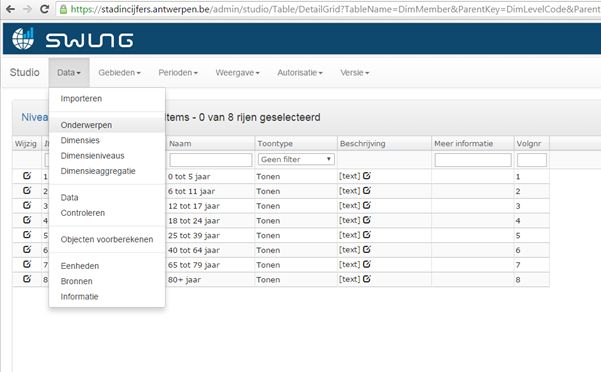 https://stadincijfers.antwerpen.be/admin/studio/Table/DetailGrid?TableName=DimMember&ParentKey=DimLevelCode&Parent
SWING
Studio Data Gebieden Perioden Weergave Autorisatie Versie
Importeren
Onderwerpen
Dimensies
Dimensieniveaus
Dimensieaggregatie
Data
Controleren
Objecten voorberekenen
Eenheden
Bronnen
Informatie
Nivea items - 0 van 8 rijen geselecteerd
Wijzig Naam Toontype Beschrijving Meer informatie Volgnr
Geen filter
1 0 tot 5 jaar Tonen [text] 1
2 6 tot 11 jaar Tonen [text] 2
3 12 tot 17 jaar Tonen [text] 3
4 18 tot 24 jaar Tonen [text] 4
5 25 tot 39 jaar Tonen [text] 5
6 40 tot 64 jaar Tonen [text] 6
7 65 tot 79 jaar Tonen [text] 7
8 80+ jaar Tonen [text] 8